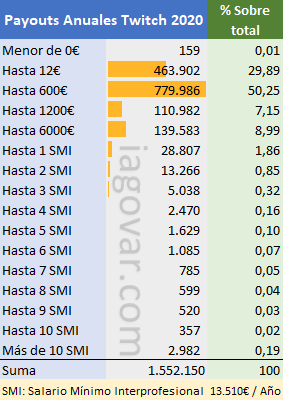 Payouts Anuales Twitch 2020 % Sobre total
Menor de 0€ 159 0,01
Hasta 12€ 463.902 29,89
Hasta 600€ 779.986 50,25
Hasta 1200€ 110.982 7,15
Hasta 6000€ 139.583 8,99
Hasta 1 SMI 28.807 1,86
Hasta 2 SMI 13.266 0,85
Hasta 3 SMI 5.038 0,32
Hasta 4 SMI 2.470 0,16
Hasta 5 SMI 1.629 0,10
Hasta 6 SMI 1.085 0,07
Hasta 7 SMI 785 0,05
Hasta 8 SMI 599 0,04
Hasta 9 SMI 520 0,03
Hasta 10 SMI 357 0,02
Más de 10 SMI 2.982 0,19
Suma 1.552.150 100
SMI: Salario Mínimo Interprofesional 13.510€ / Año
iagovar.com